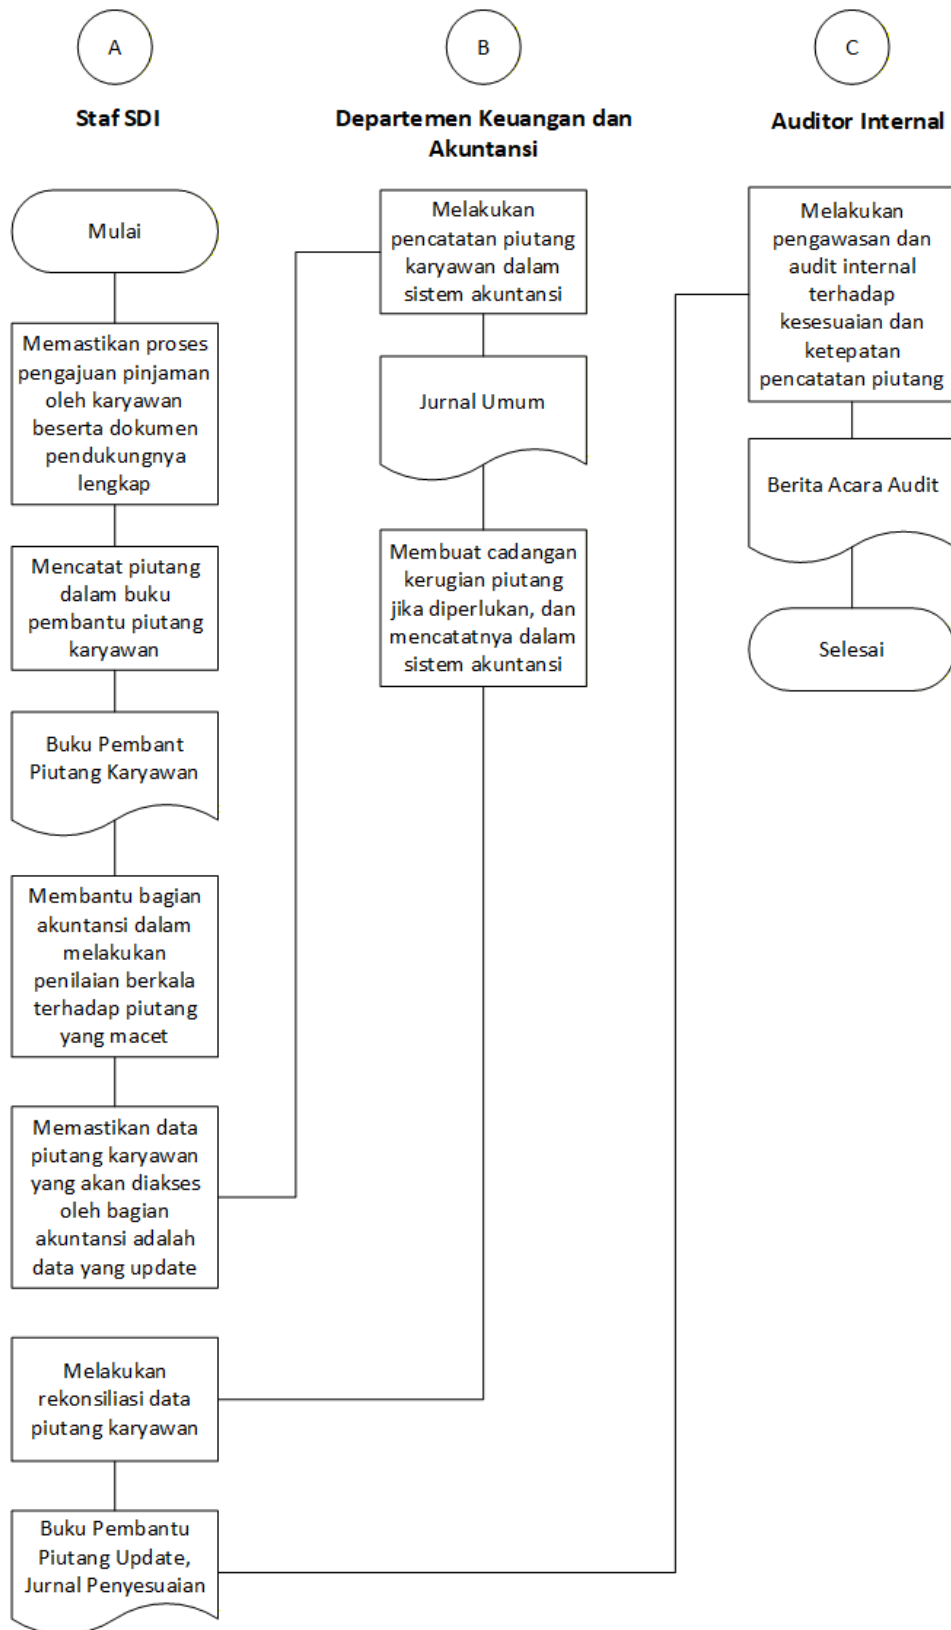 A
Staf SDI
Mulai
Memastikan proses
pengajuan pinjaman
oleh karyawan
beserta dokumen
pendukungnya
lengkap
Mencatat piutang
dalam buku
pembantu piutang
karyawan
Buku Pembant
Piutang Karyawan
Membantu bagian
akuntansi dalam
melakukan
penilaian berkala
terhadap piutang
yang macet
Memastikan data
piutang karyawan
yang akan diakses
oleh bagian
akuntansi adalah
data yang update
Melakukan
rekonsiliasi data
piutang karyawan
Buku Pembantu
Piutang Update,
Jurnal Penyesuaian
B
Departemen Keuangan dan
Akuntansi
Melakukan
pencatatan piutang
karyawan dalam
sistem akuntansi
Jurnal Umum
Membuat cadangan
kerugian piutang
jika diperlukan, dan
mencatatnya dalam
sistem akuntansi
C
Auditor Internal
Melakukan
pengawasan dan
audit internal
terhadap
kesesuaian dan
ketepatan
pencatatan piutang
Berita Acara Audit
Selesai